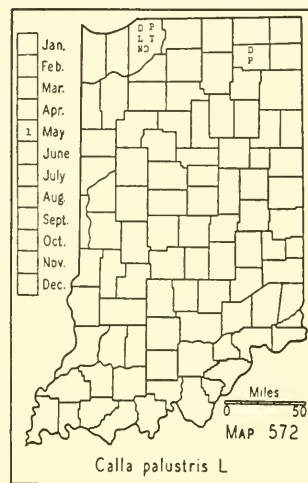 Jan.
Feb.
Mar.
Apr.
1 May
June
July
Aug.
Sept.
Oct.
Nov.
Dec.
D P
L T
N ND
D
P
Miles
0 50
MAP 572
Calla palustris L